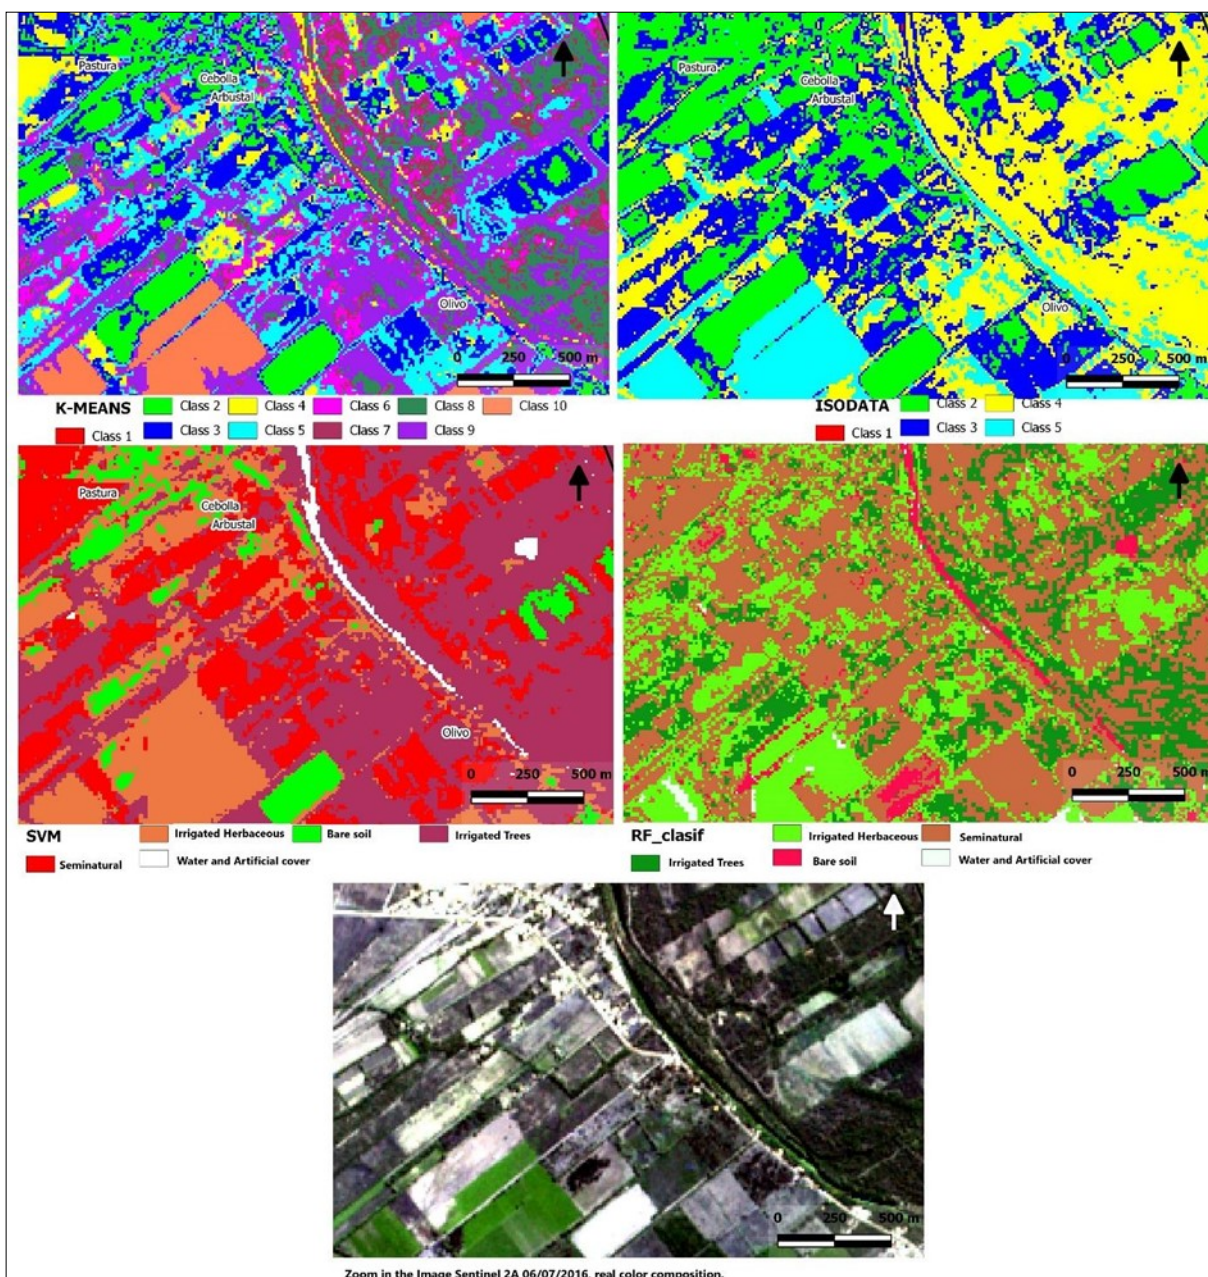 Pastura
Cebolla
Arbustal
Olivo
0 250 500 m
K-MEANS
Class 1
Class 2
Class 3
Class 4
Class 5
Class 6
Class 7
Class 8
Class 9
Class 10
Pastura
Cebolla
Arbustal
Olivo
0 250 500 m
ISODATA
Class 1
Class 2
Class 3
Class 4
Class 5
Pastura
Cebolla
Arbustal
Olivo
0 250 500 m
SVM
Irrigated Herbaceous
Bare soil
Irrigated Trees
Seminatural
Water and Artificial cover
0 250 500 m
RF_clasif
Irrigated Herbaceous
Seminatural
Irrigated Trees
Bare soil
Water and Artificial cover
0 250 500 m
Zoom in the Image Sentinel 2A 06/07/2016, real color composition.